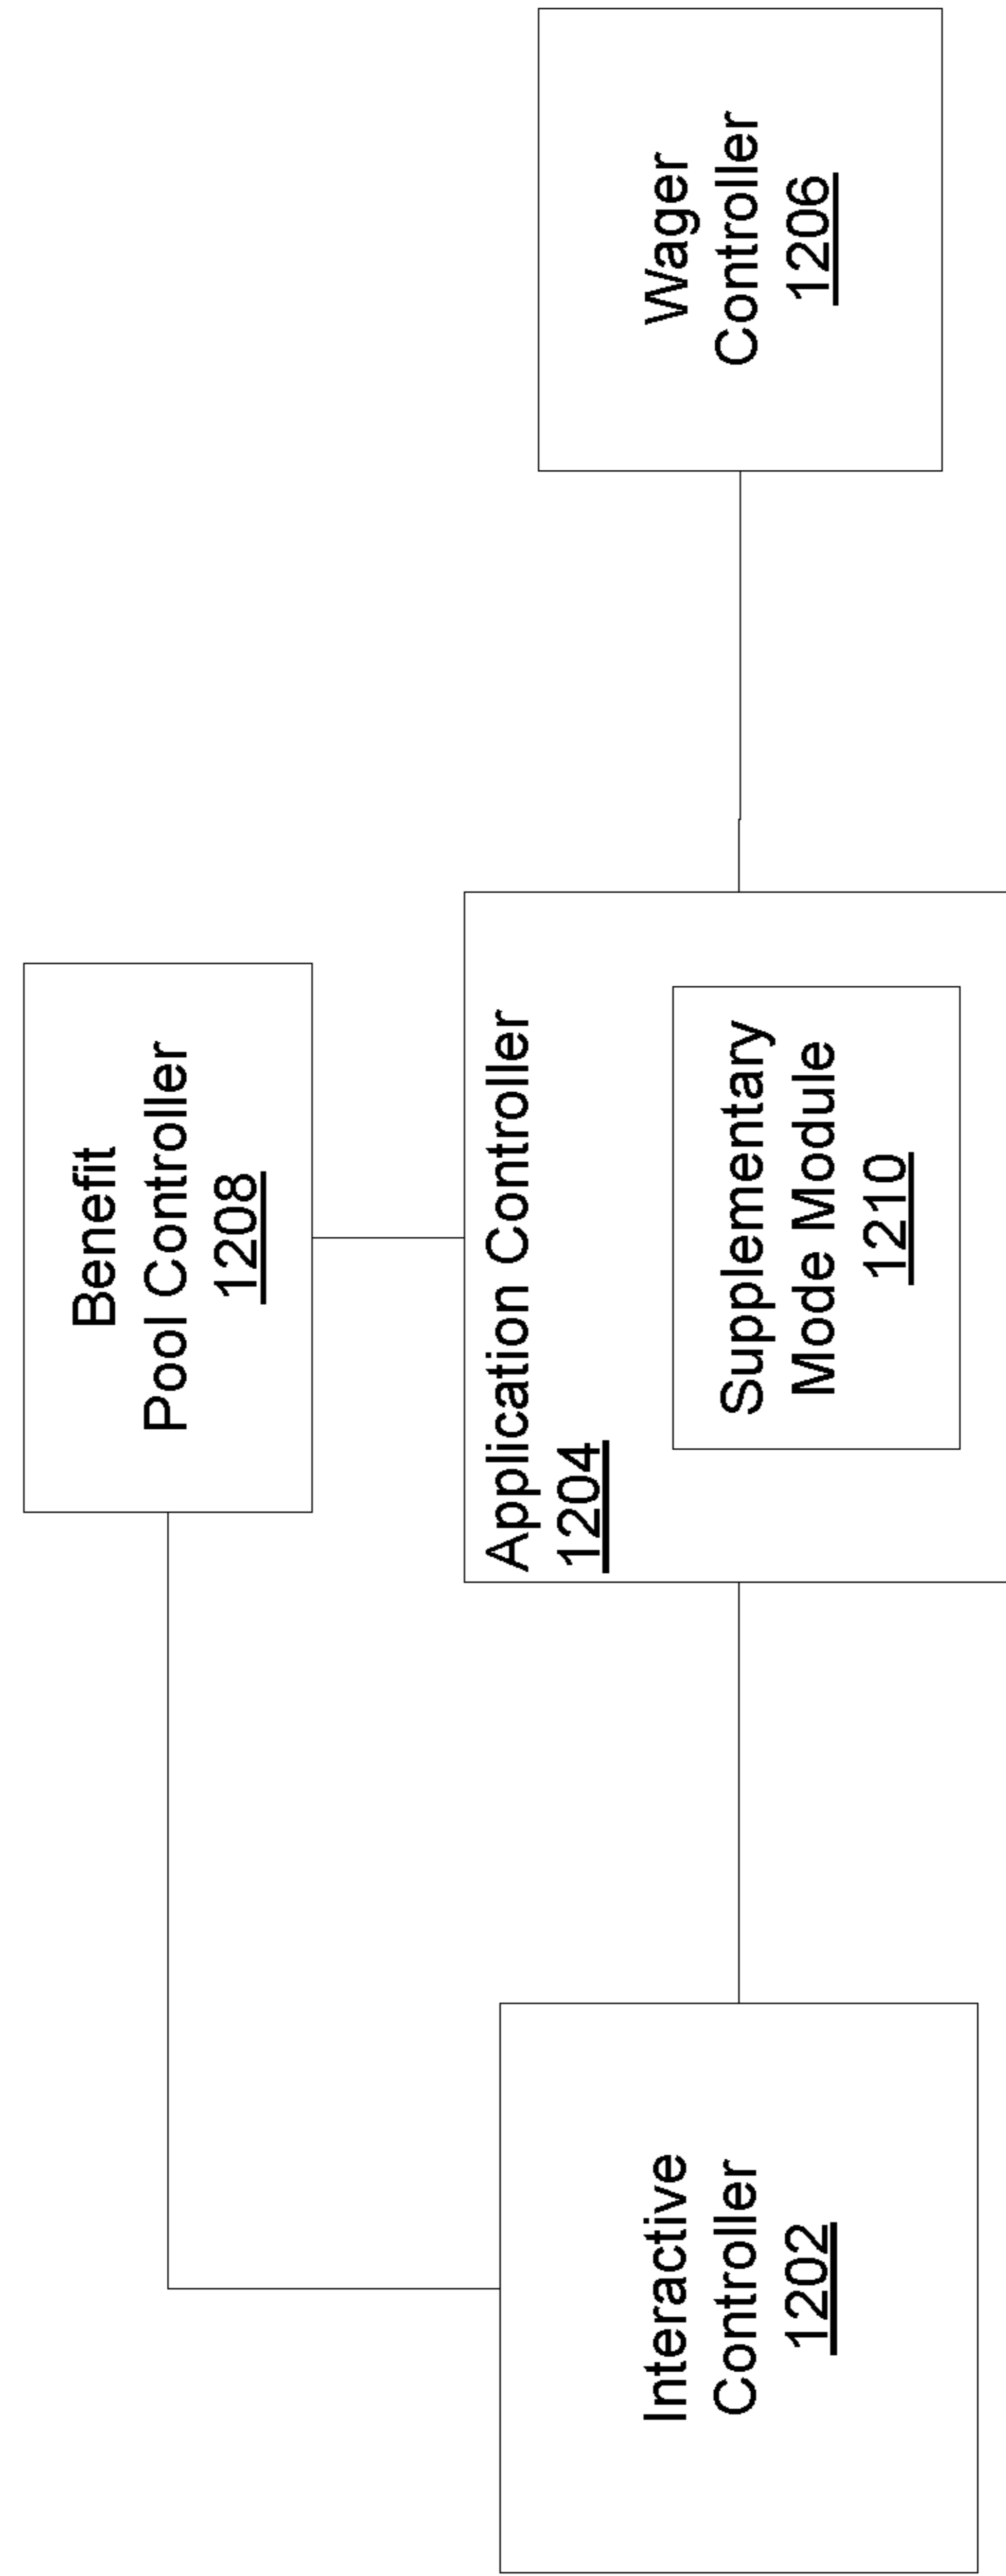 Benefit
Pool Controller
1208
Interactive
Controller
1202
Application Controller
1204
Supplementary
Mode Module
1210
Wager
Controller
1206